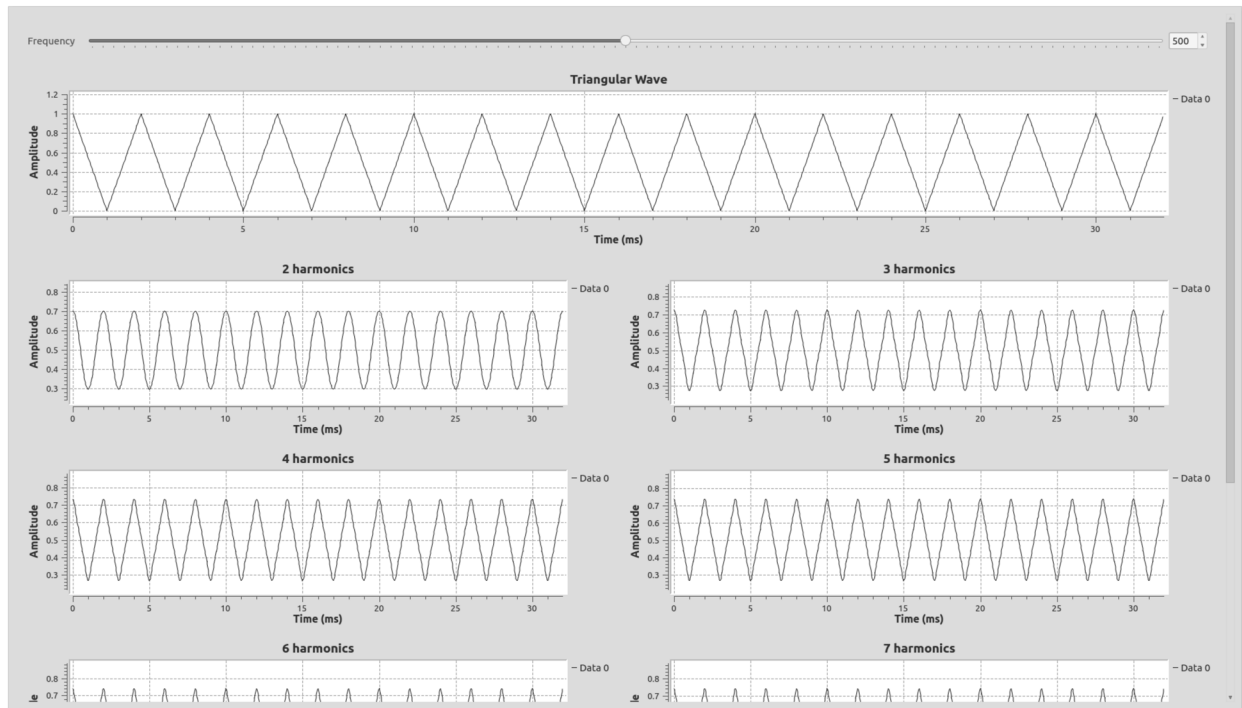 Frequency
500
Triangular Wave
1.2
1
0.8
0.6
0.4
0.2
0
Amplitude
Data 0
0 5 10 15 20 25 30
Time (ms)
2 harmonics
0.8
0.7
0.6
0.5
0.4
0.3
Amplitude
Data 0
0 5 10 15 20 25 30
Time (ms)
3 harmonics
0.8
0.7
0.6
0.5
0.4
0.3
Amplitude
Data 0
0 5 10 15 20 25 30
Time (ms)
4 harmonics
0.8
0.7
0.6
0.5
0.4
0.3
Amplitude
Data 0
0 5 10 15 20 25 30
Time (ms)
5 harmonics
0.8
0.7
0.6
0.5
0.4
0.3
Amplitude
Data 0
0 5 10 15 20 25 30
Time (ms)
6 harmonics
0.8
0.7
de
Data 0
7 harmonics
0.8
0.7
de
Data 0